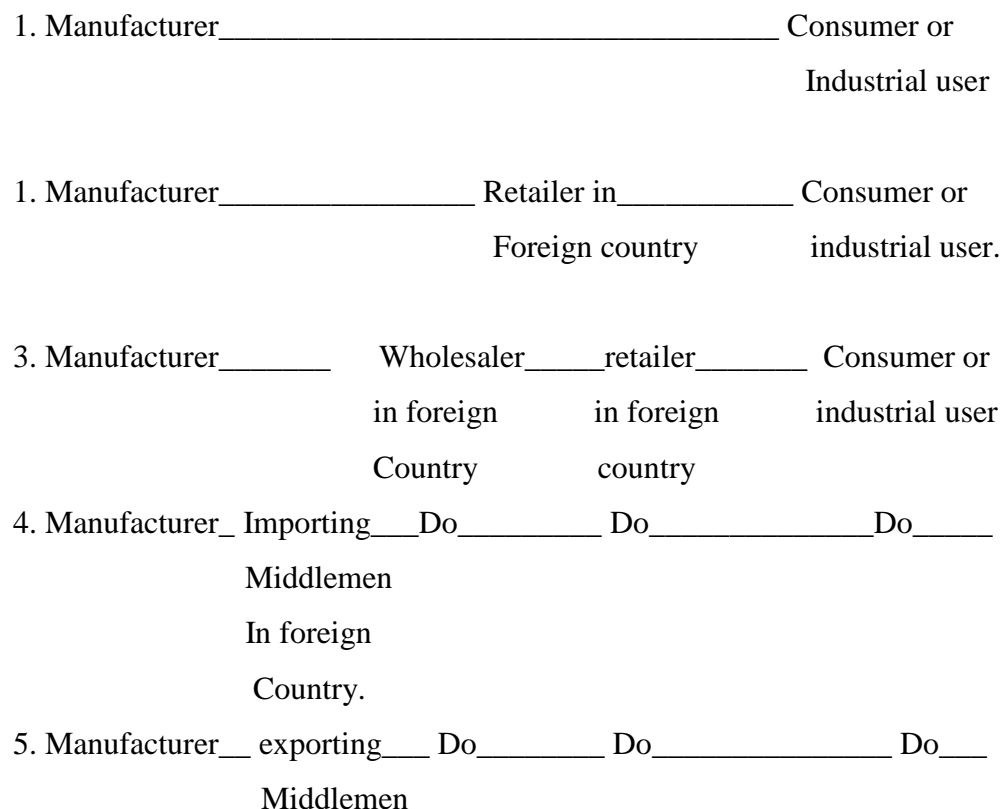 1. Manufacturer___________________________________ Consumer or
Industrial user
1. Manufacturer________________ Retailer in___________ Consumer or
Foreign country industrial user.
3. Manufacturer_______ Wholesaler_____retailer_______ Consumer or
in foreign in foreign industrial user
Country country
4. Manufacturer_ Importing___Do_________ Do______________Do_____
Middlemen
In foreign
Country.
5. Manufacturer__ exporting___ Do________ Do_______________ Do___
Middlemen